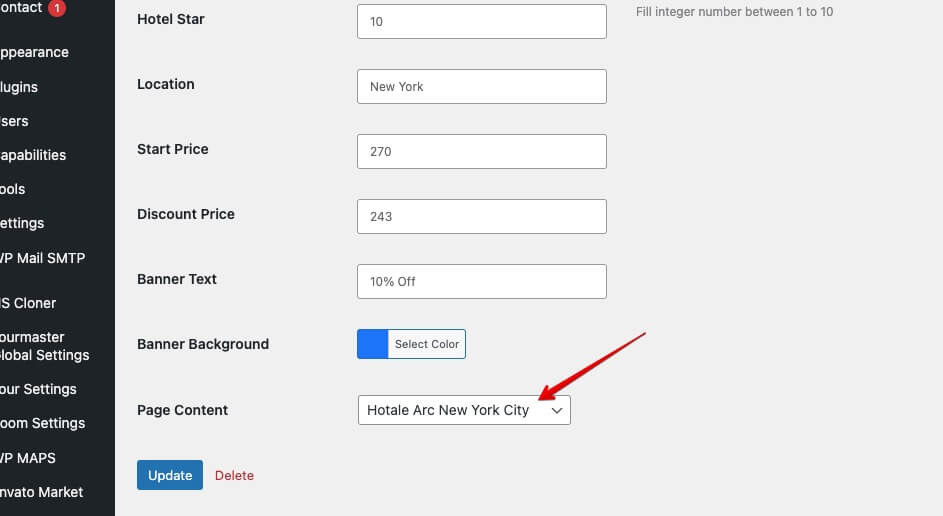 ontact 1
ppearance
lugins
sers
apabilities
ools
ettings
VP Mail SMTP
IS Cloner
ourmaster
lobal Settings
our Settings
oom Settings
VP MAPS
nvato Market
Hotel Star
10
Fill integer number between 1 to 10
Location
New York
Start Price
270
Discount Price
243
Banner Text
10% Off
Banner Background
Select Color
Page Content
Hotale Arc New York City
Update
Delete